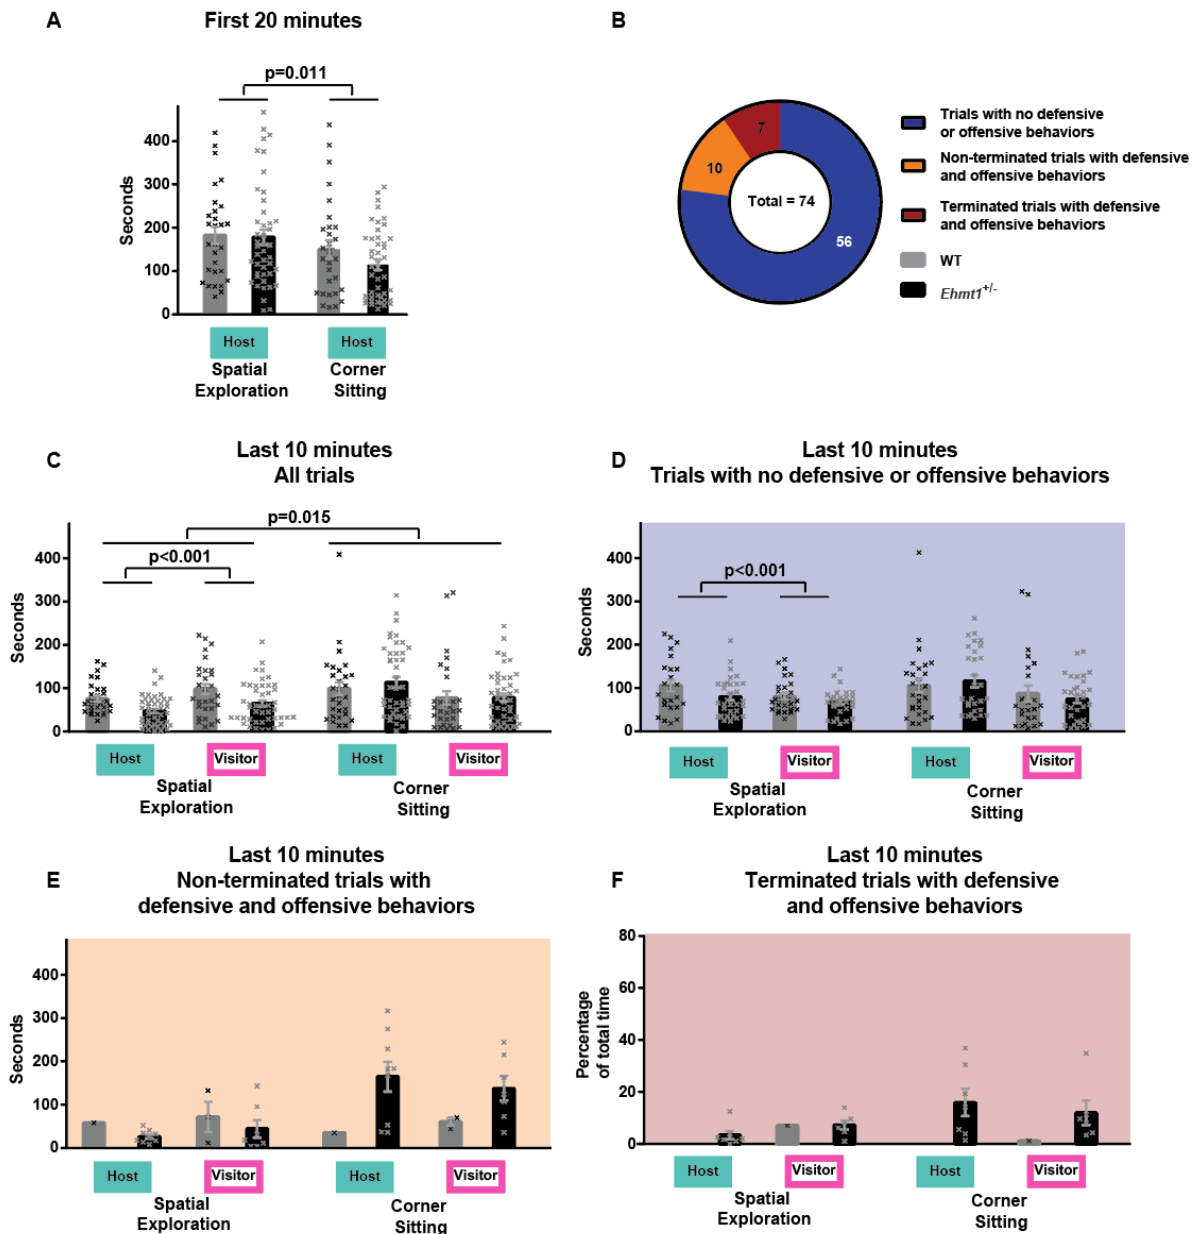 A
First 20 minutes
p=0.011
400
300
200
100
0
Seconds
Host
Host
Spatial
Exploration
Corner
Sitting
B
7
10
Total = 74
56
Trials with no defensive
or offensive behaviors
Non-terminated trials with defensive
and offensive behaviors
Terminated trials with defensive
and offensive behaviors
WT
Ehmt1+/-
C
Last 10 minutes
All trials
p=0.015
p<0.001
400
300
200
100
0
Seconds
Host
Visitor
Host
Visitor
Spatial
Exploration
Corner
Sitting
D
Last 10 minutes
Trials with no defensive or offensive behaviors
p<0.001
400
300
200
100
0
Seconds
Host
Visitor
Host
Visitor
Spatial
Exploration
Corner
Sitting
E
Last 10 minutes
Non-terminated trials with
defensive and offensive behaviors
400
300
200
100
0
Seconds
Host
Visitor
Host
Visitor
Spatial
Exploration
Corner
Sitting
F
Last 10 minutes
Terminated trials with defensive
and offensive behaviors
80
60
40
20
0
Percentage
of total time
Host
Visitor
Host
Visitor
Spatial
Exploration
Corner
Sitting